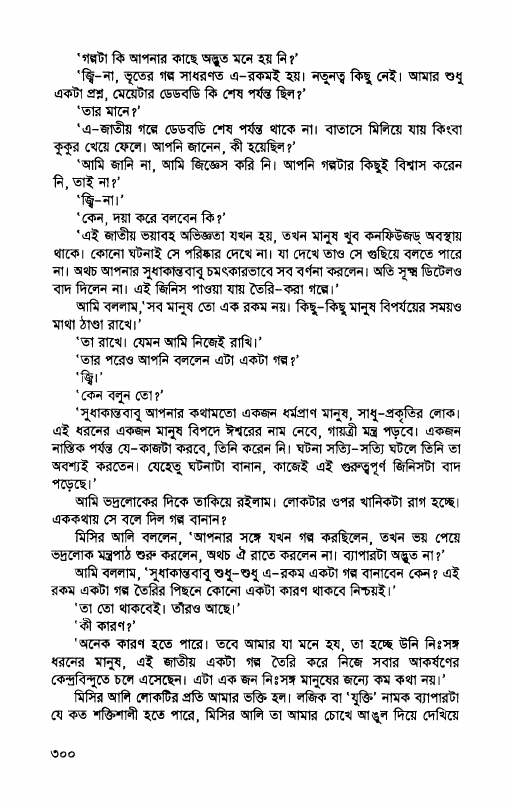 ‘গল্পটা কি আপনার কাছে অদ্ভুত মনে হয় নি?’
‘জ্বি–না, ভূতের গল্প সাধরণত এ–রকমই হয়। নতুনত্ব কিছু নেই। আমার শুধু
একটা প্রশ্ন, মেয়েটার ডেডবডি কি শেষ পর্যন্ত ছিল?’
‘তার মানে?’
‘এ–জাতীয় গল্পে ডেডবডি শেষ পর্যন্ত থাকে না। বাতাসে মিলিয়ে যায় কিংবা
কুকুর খেয়ে ফেলে। আপনি জানেন, কী হয়েছিল?’
‘আমি জানি না, আমি জিজ্ঞেস করি নি। আপনি গল্পটার কিছুই বিশ্বাস করেন
নি, তাই না?’
‘জ্বি–না।’
‘কেন, দয়া করে বলবেন কি?’
‘এই জাতীয় ভয়াবহ অভিজ্ঞতা যখন হয়, তখন মানুষ খুব কনফিউজড্ অবস্থায়
থাকে। কোনো ঘটনাই সে পরিষ্কার দেখে না। যা দেখে তাও সে গুছিয়ে বলতে পারে
না। অথচ আপনার সুধাকান্তবাবু চমৎকারভাবে সব বর্ণনা করলেন। অতি সূক্ষ্ম ডিটেলও
বাদ দিলেন না। এই জিনিস পাওয়া যায় তৈরি–করা গল্পে।’
আমি বললাম,‘সব মানুষ তো এক রকম নয়। কিছু–কিছু মানুষ বিপর্যয়ের সময়ও
মাথা ঠাণ্ডা রাখে।’
‘তা রাখে। যেমন আমি নিজেই রাখি।’
‘তার পরেও আপনি বললেন এটা একটা গল্প?’
‘জ্বি।’
‘কেন বলুন তো?’
‘সুধাকান্তবাবু আপনার কথামতো একজন ধর্মপ্রাণ মানুষ, সাধু–প্রকৃতির লোক।
এই ধরনের একজন মানুষ বিপদে ঈশ্বরের নাম নেবে, গায়ত্রী মন্ত্র পড়বে। একজন
নাস্তিক পর্যন্ত যে–কাজটা করবে, তিনি করেন নি। ঘটনা সত্যি–সত্যি ঘটলে তিনি তা
অবশ্যই করতেন। যেহেতু ঘটনাটা বানান, কাজেই এই গুরুত্বপূর্ণ জিনিসটা বাদ
পড়েছে।’
আমি ভদ্রলোকের দিকে তাকিয়ে রইলাম। লোকটার ওপর খানিকটা রাগ হচ্ছে।
এককথায় সে বলে দিল গল্প বানান?
মিসির আলি বললেন, ‘আপনার সঙ্গে যখন গল্প করছিলেন, তখন ভয় পেয়ে
ভদ্রলোক মন্ত্রপাঠ শুরু করলেন, অথচ ঐ রাতে করলেন না। ব্যাপারটা অদ্ভুত না?’
আমি বললাম, ‘সুধাকান্তবাবু শুধু–শুধু এ–রকম একটা গল্প বানাবেন কেন? এই
রকম একটা গল্প তৈরির পিছনে কোনো একটা কারণ থাকবে নিশ্চয়ই।’
‘তা তো থাকবেই। তাঁরও আছে।’
‘কী কারণ?’
‘অনেক কারণ হতে পারে। তবে আমার যা মনে হয, তা হচ্ছে উনি নিঃসঙ্গ
ধরনের মানুষ, এই জাতীয় একটা গল্প তৈরি করে নিজে সবার আকর্ষণের
কেন্দ্রবিন্দুতে চলে এসেছেন। এটা এক জন নিঃসঙ্গ মানুষের জন্যে কম কথা নয়।’
মিসির আলি লোকটির প্রতি আমার ভক্তি হল। লজিক বা ‘যুক্তি’ নামক ব্যাপারটা
যে কত শক্তিশালী হতে পারে, মিসির আলি তা আমার চোখে আঙুল দিয়ে দেখিয়ে
৩০০